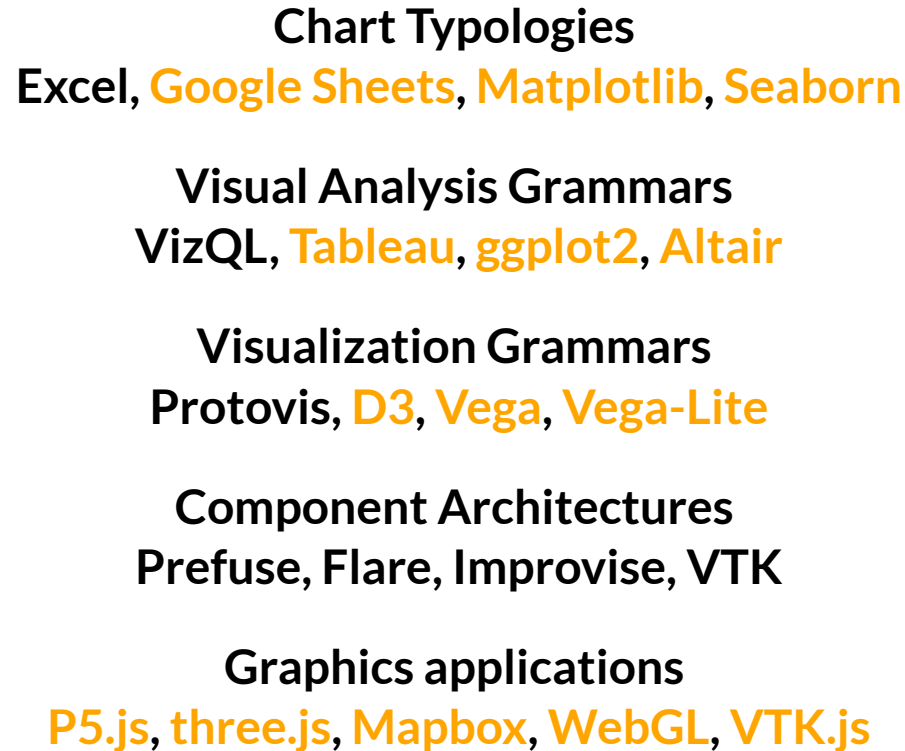 Chart Typologies
Excel, Google Sheets, Matplotlib, Seaborn
Visual Analysis Grammars
VizQL, Tableau, ggplot2, Altair
Visualization Grammars
Protovis, D3, Vega, Vega-Lite
Component Architectures
Prefuse, Flare, Improvise, VTK
Graphics applications
P5.js, three.js, Mapbox, WebGL, VTK.js